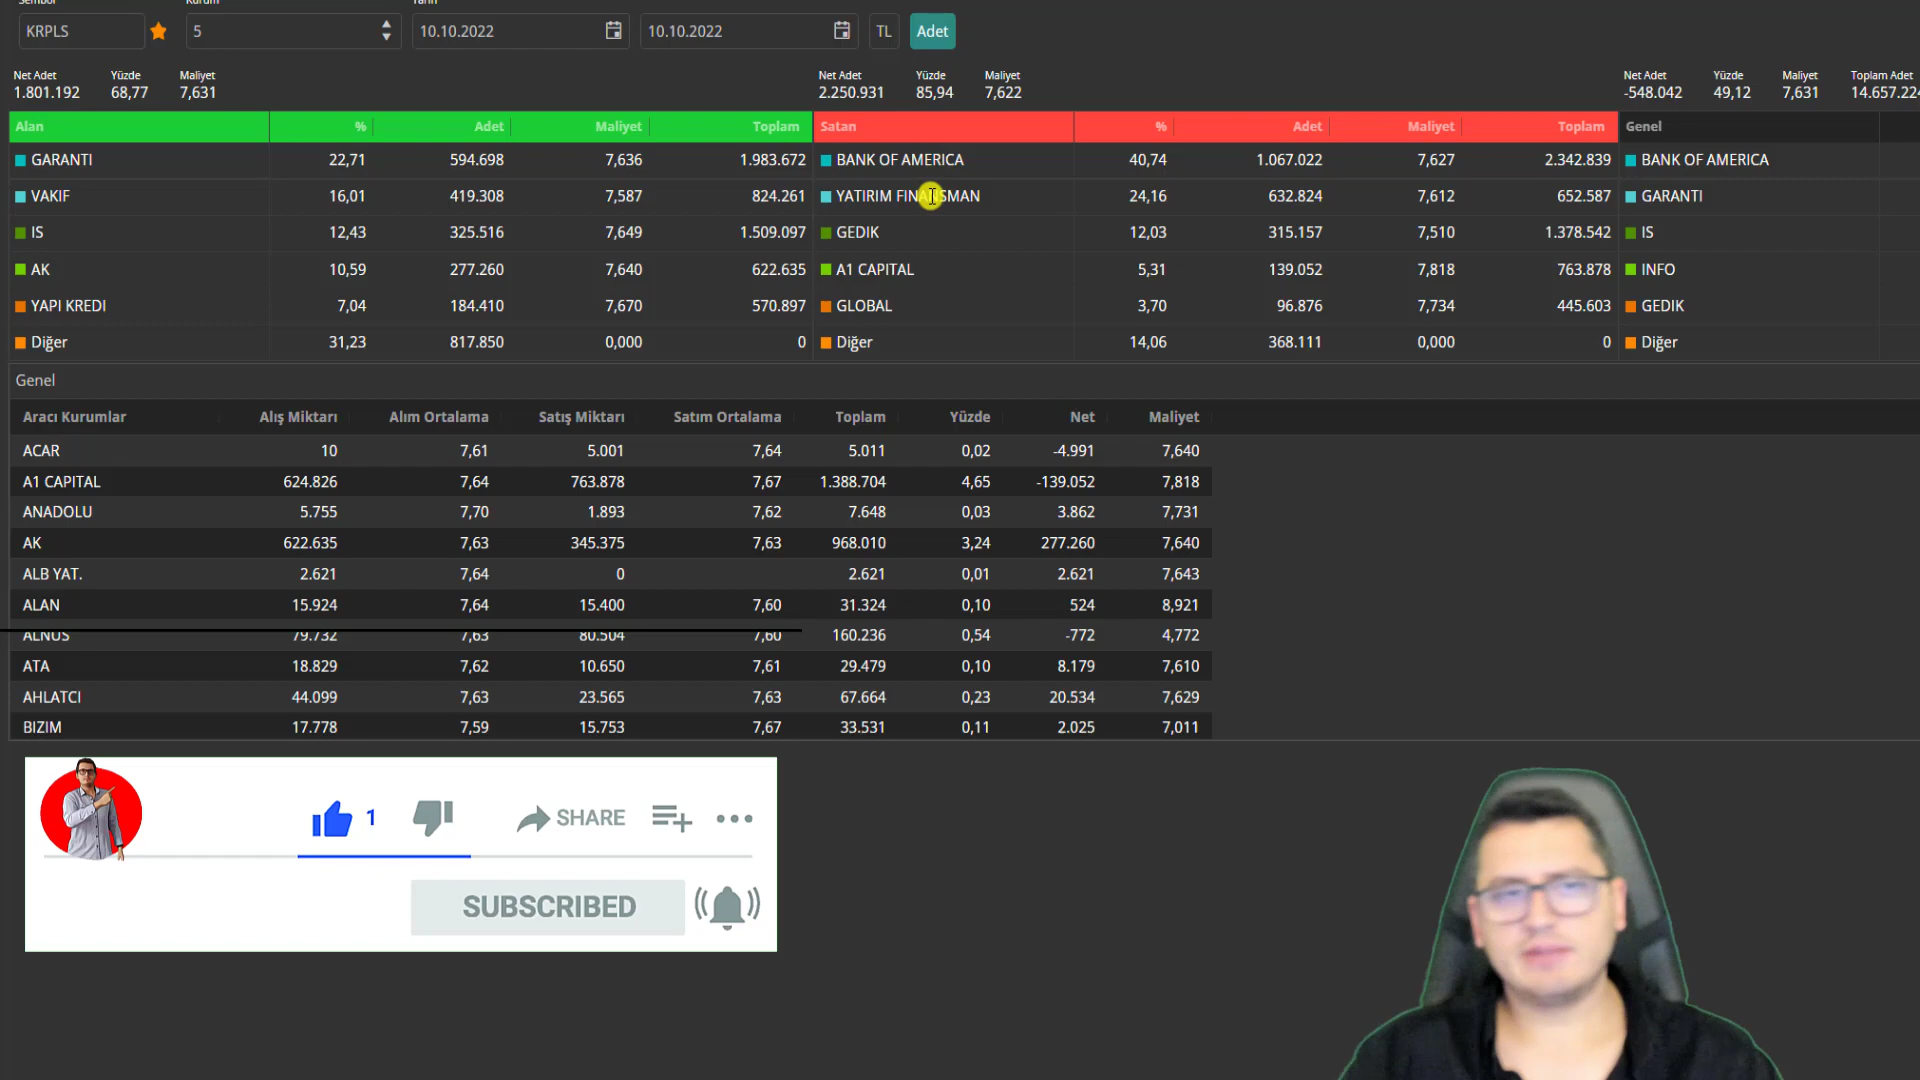 Sembol Kurum Tarih
KRPLS 5 10.10.2022 10.10.2022 TL Adet
Net Adet Yüzde Maliyet Net Adet Yüzde Maliyet Net Adet Yüzde Maliyet Toplam Adet
1.801.192 68,77 7,631 2.250.931 85,94 7,622 -548.042 49,12 7,631 14.657.224
Alan % Adet Maliyet Toplam Satan % Adet Maliyet Toplam Genel
GARANTI 22,71 594.698 7,636 1.983.672 BANK OF AMERICA 40,74 1.067.022 7,627 2.342.839 BANK OF AMERICA
VAKIF 16,01 419.308 7,587 824.261 YATIRIM FINANSMAN 24,16 632.824 7,612 652.587 GARANTI
IS 12,43 325.516 7,649 1.509.097 GEDIK 12,03 315.157 7,510 1.378.542 IS
AK 10,59 277.260 7,640 622.635 A1 CAPITAL 5,31 139.052 7,818 763.878 INFO
YAPI KREDI 7,04 184.410 7,670 570.897 GLOBAL 3,70 96.876 7,734 445.603 GEDIK
Diğer 31,23 817.850 0,000 0 Diğer 14,06 368.111 0,000 0 Diğer
Genel
Aracı Kurumlar Alış Miktarı Alım Ortalama Satış Miktarı Satım Ortalama Toplam Yüzde Net Maliyet
ACAR 10 7,61 5.001 7,64 5.011 0,02 -4.991 7,640
A1 CAPITAL 624.826 7,64 763.878 7,67 1.388.704 4,65 -139.052 7,818
ANADOLU 5.755 7,70 1.893 7,62 7.648 0,03 3.862 7,731
AK 622.635 7,63 345.375 7,63 968.010 3,24 277.260 7,640
ALB YAT. 2.621 7,64 0 2.621 0,01 2.621 7,643
ALAN 15.924 7,64 15.400 7,60 31.324 0,10 524 8,921
ALNUS 79.732 7,63 80.504 7,60 160.236 0,54 -772 4,772
ATA 18.829 7,62 10.650 7,61 29.479 0,10 8.179 7,610
AHLATCI 44.099 7,63 23.565 7,63 67.664 0,23 20.534 7,629
BIZIM 17.778 7,59 15.753 7,67 33.531 0,11 2.025 7,011
1 SHARE
SUBSCRIBED